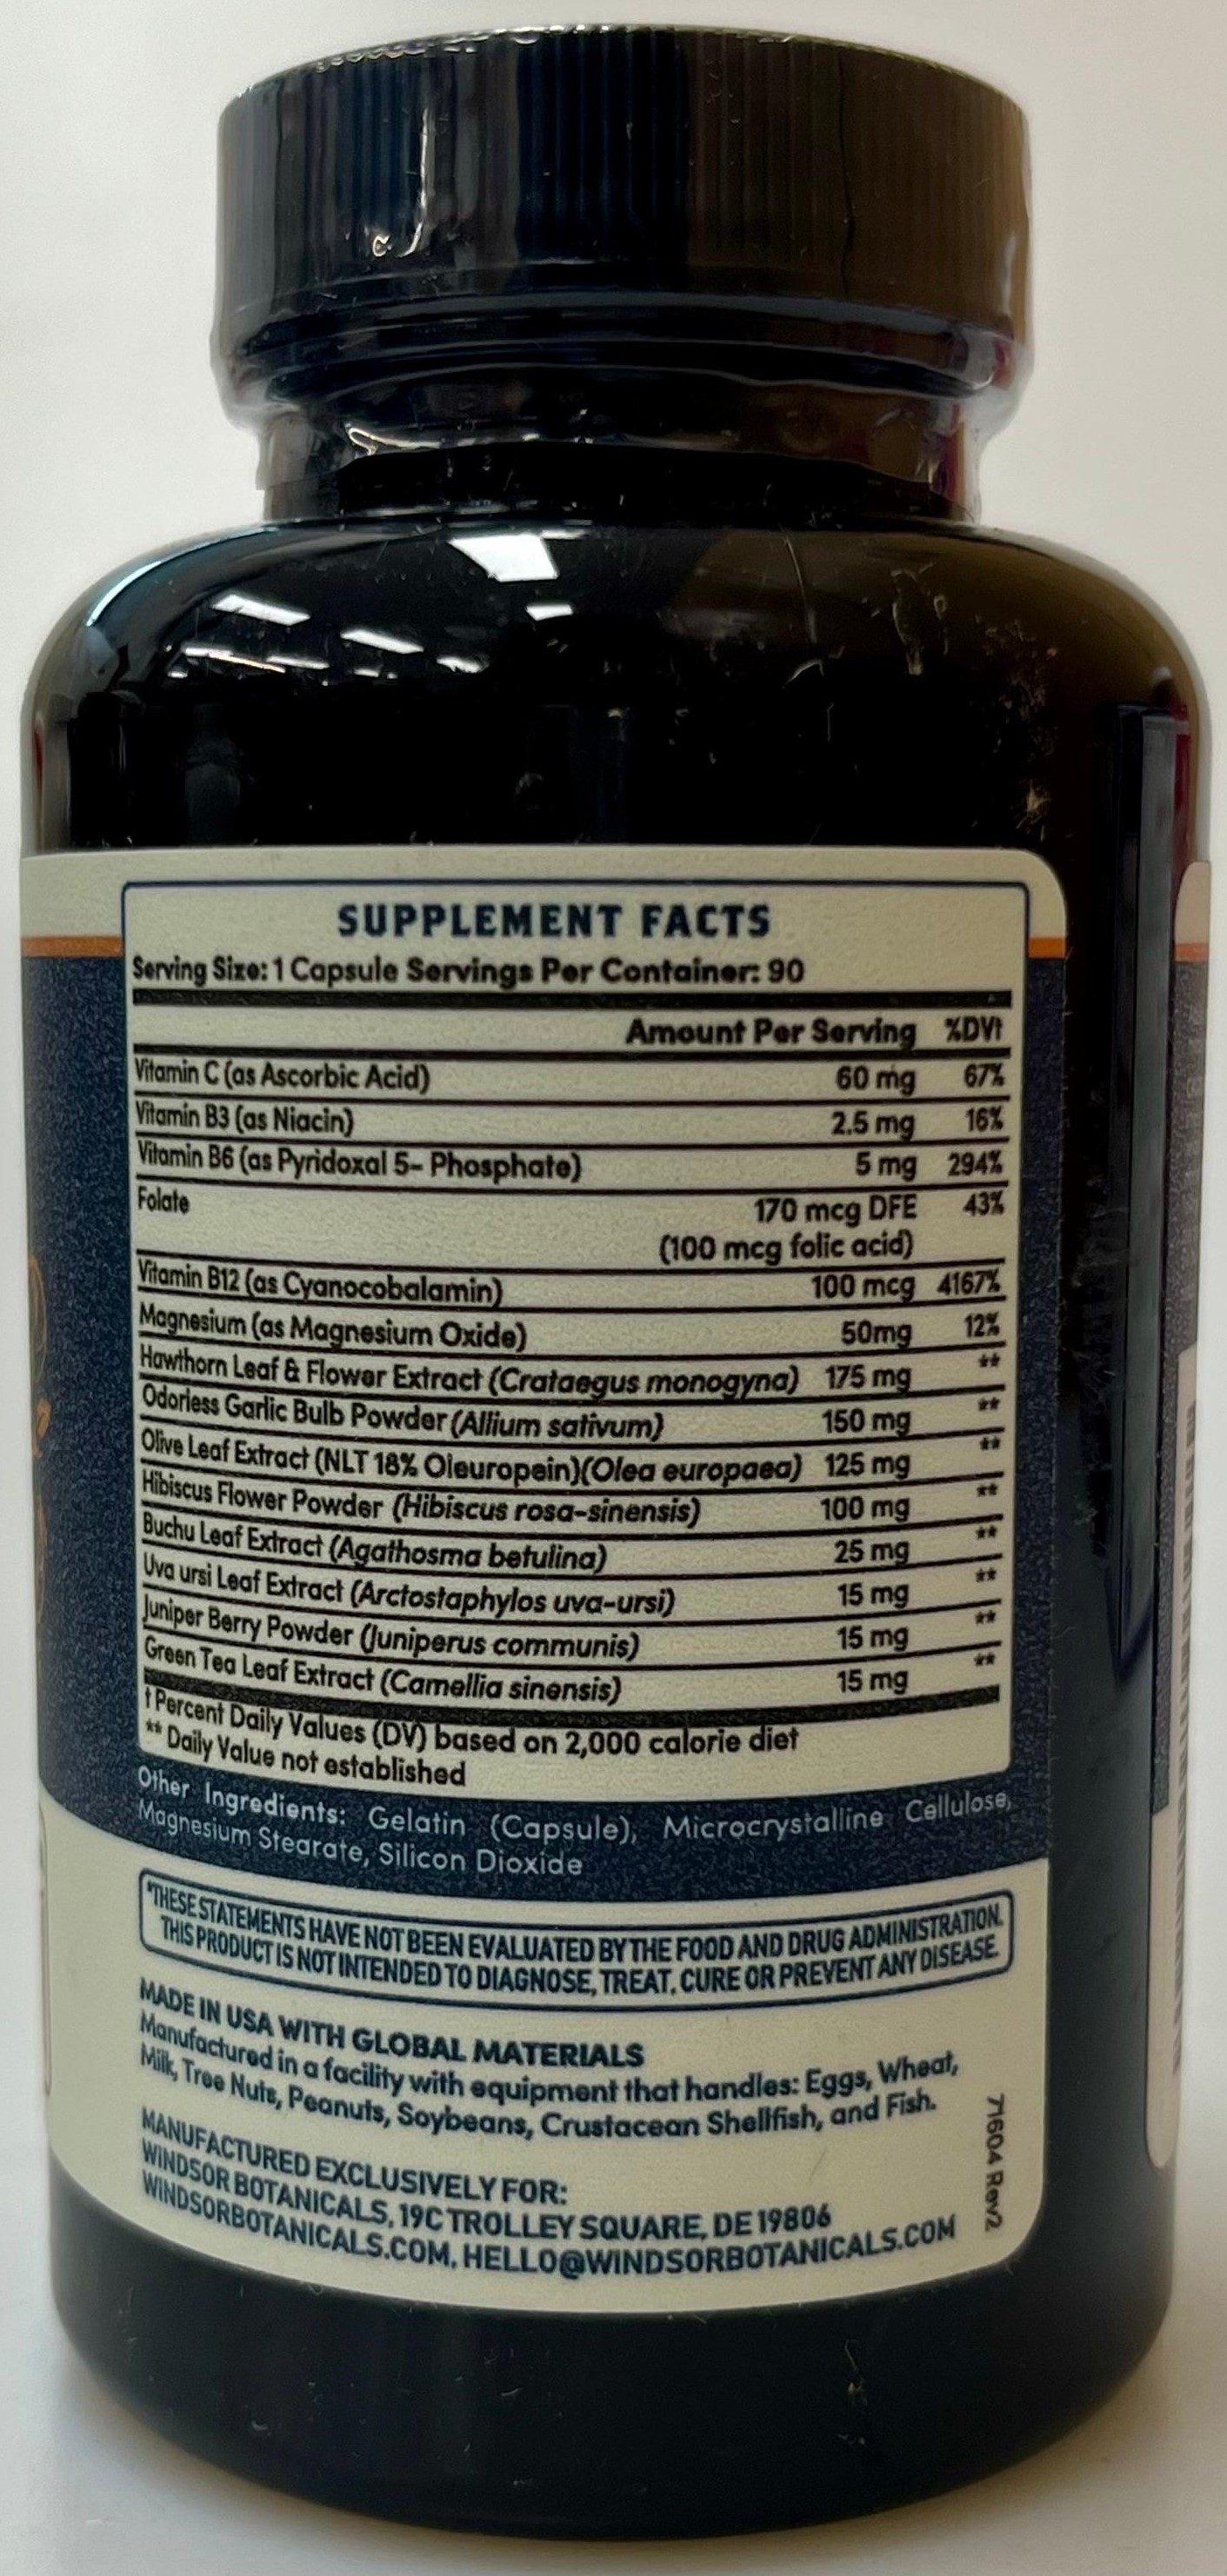 SUPPLEMENT FACTS
Serving Size: 1 Capsule Servings Per Container: 90
Amount Per Serving %DV†
Vitamin C (as Ascorbic Acid) 60 mg 67%
Vitamin B3 (as Niacin) 2.5 mg 16%
Vitamin B6 (as Pyridoxal 5- Phosphate) 5 mg 294%
Folate 170 mcg DFE 43%
(100 mcg folic acid)
Vitamin B12 (as Cyanocobalamin) 100 mcg 4167%
Magnesium (as Magnesium Oxide) 50mg 12%
Hawthorn Leaf & Flower Extract (Crataegus monogyna) 175 mg **
Odorless Garlic Bulb Powder (Allium sativum) 150 mg **
Olive Leaf Extract (NLT 18% Oleuropein)(Olea europaea) 125 mg **
Hibiscus Flower Powder (Hibiscus rosa-sinensis) 100 mg **
Buchu Leaf Extract (Agathosma betulina) 25 mg **
Uva ursi Leaf Extract (Arctostaphylos uva-ursi) 15 mg **
Juniper Berry Powder (Juniperus communis) 15 mg **
Green Tea Leaf Extract (Camellia sinensis) 15 mg **
† Percent Daily Values (DV) based on 2,000 calorie diet
** Daily Value not established
Other Ingredients: Gelatin (Capsule), Microcrystalline Cellulose,
Magnesium Stearate, Silicon Dioxide
*THESE STATEMENTS HAVE NOT BEEN EVALUATED BY THE FOOD AND DRUG ADMINISTRATION.
THIS PRODUCT IS NOT INTENDED TO DIAGNOSE, TREAT, CURE OR PREVENT ANY DISEASE.
MADE IN USA WITH GLOBAL MATERIALS
Manufactured in a facility with equipment that handles: Eggs, Wheat,
Milk, Tree Nuts, Peanuts, Soybeans, Crustacean Shellfish, and Fish.
MANUFACTURED EXCLUSIVELY FOR:
WINDSOR BOTANICALS, 19C TROLLEY SQUARE, DE 19806
WINDSORBOTANICALS.COM, HELLO@WINDSORBOTANICALS.COM
71604 Rev2